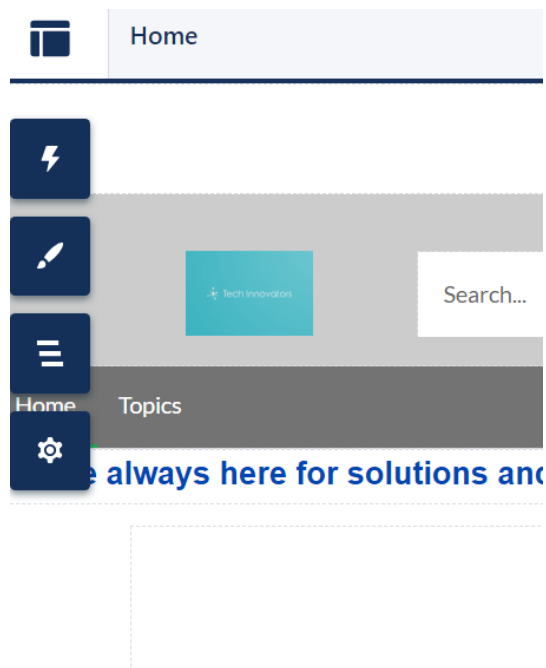 Home
Tech Innovators
Search...
Home
Topics
always here for solutions and